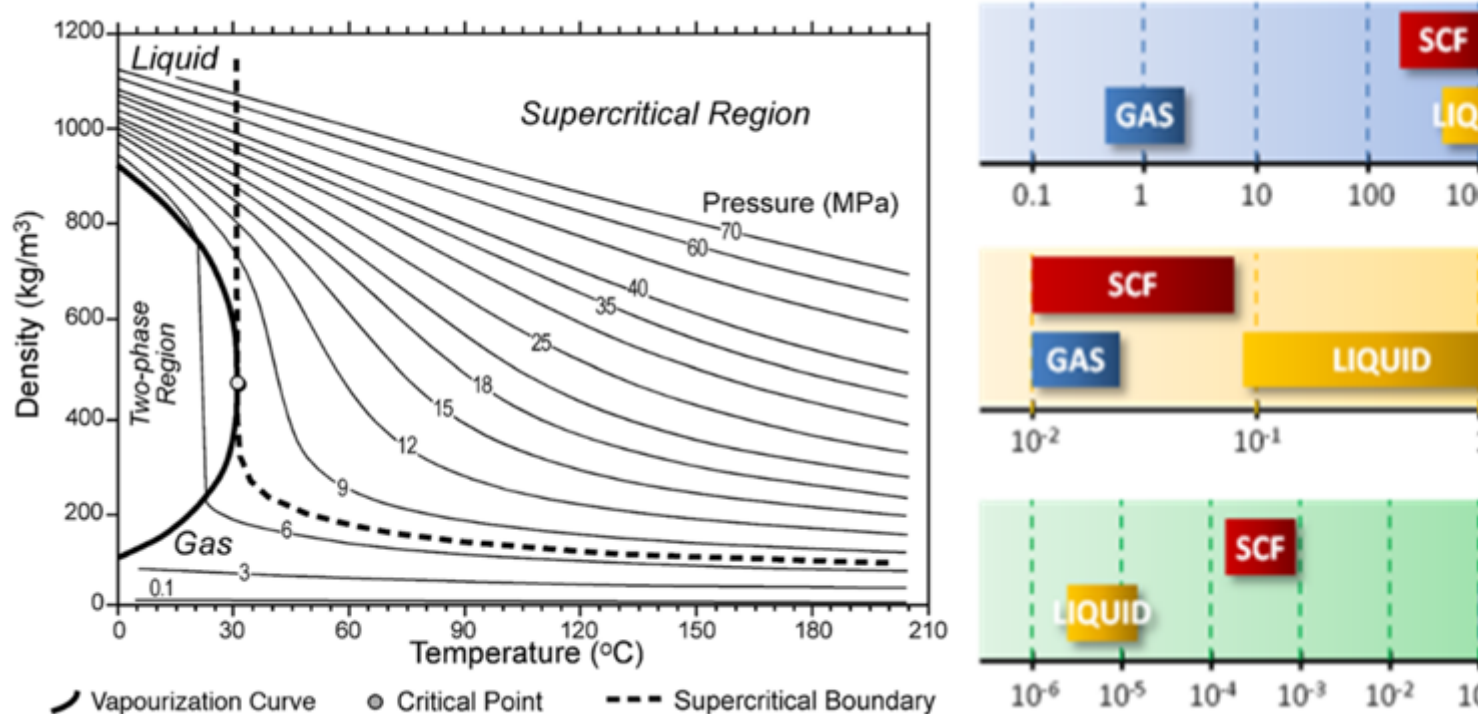 1200
1000
800
600
400
200
0
Density (kg/m³)
Liquid
Supercritical Region
Pressure (MPa)
70
60
40
35
25
18
15
12
9
6
3
0.1
Two-phase
Region
Gas
0 30 60 90 120 150 180 210
Temperature (°C)
Vapourization Curve Critical Point Supercritical Boundary
SCF
GAS
0.1 1 10 100
SCF
GAS LIQUID
10⁻² 10⁻¹
SCF
LIQUID
10⁻⁶ 10⁻⁵ 10⁻⁴ 10⁻³ 10⁻²